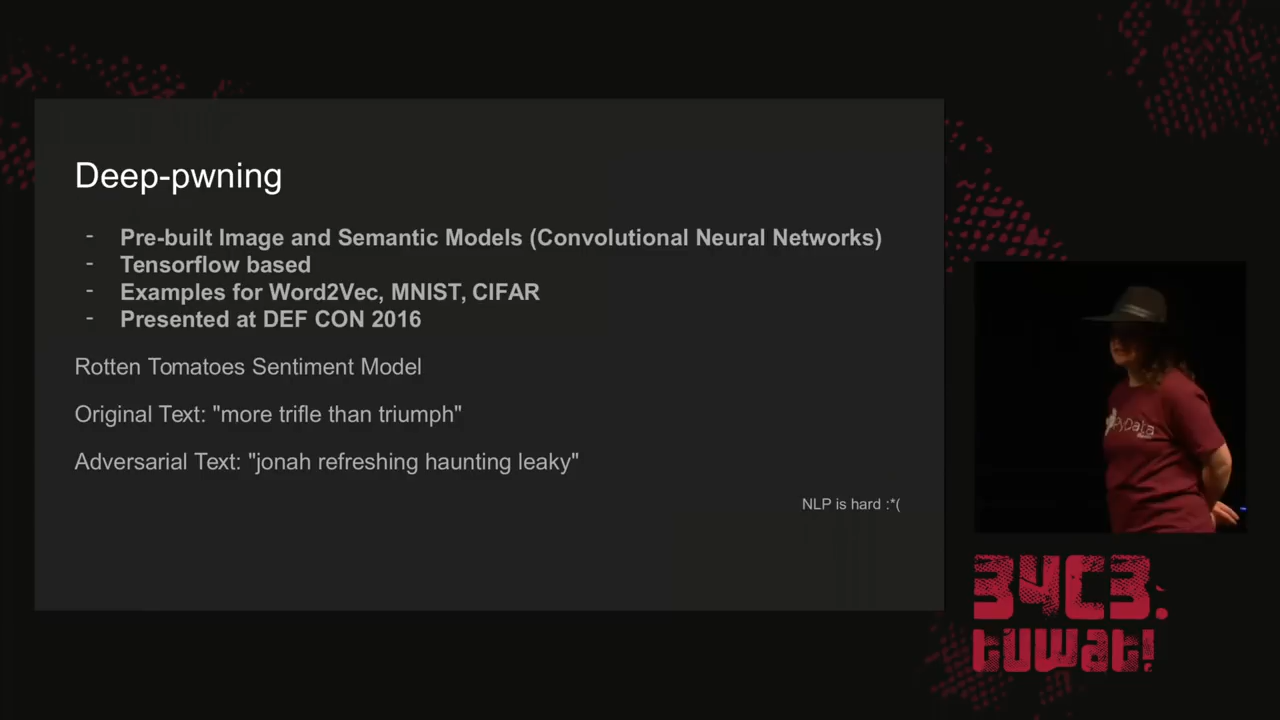 Deep-pwning
- Pre-built Image and Semantic Models (Convolutional Neural Networks)
- Tensorflow based
- Examples for Word2Vec, MNIST, CIFAR
- Presented at DEF CON 2016
Rotten Tomatoes Sentiment Model
Original Text: "more trifle than triumph"
Adversarial Text: "jonah refreshing haunting leaky"
NLP is hard :*(
PyData
34C3.
tuwat!